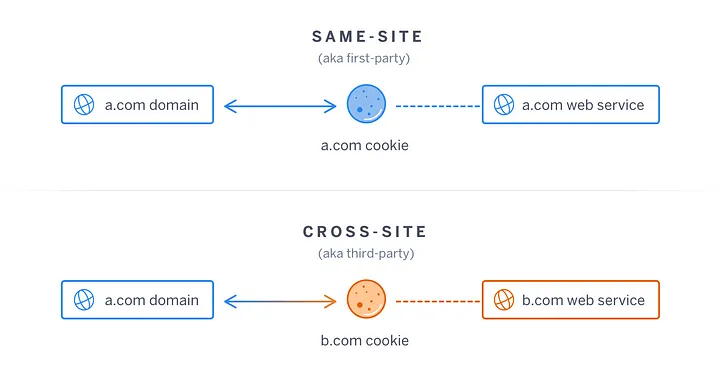 SAME-SITE
(aka first-party)
a.com domain
a.com web service
a.com cookie
CROSS-SITE
(aka third-party)
a.com domain
b.com web service
b.com cookie